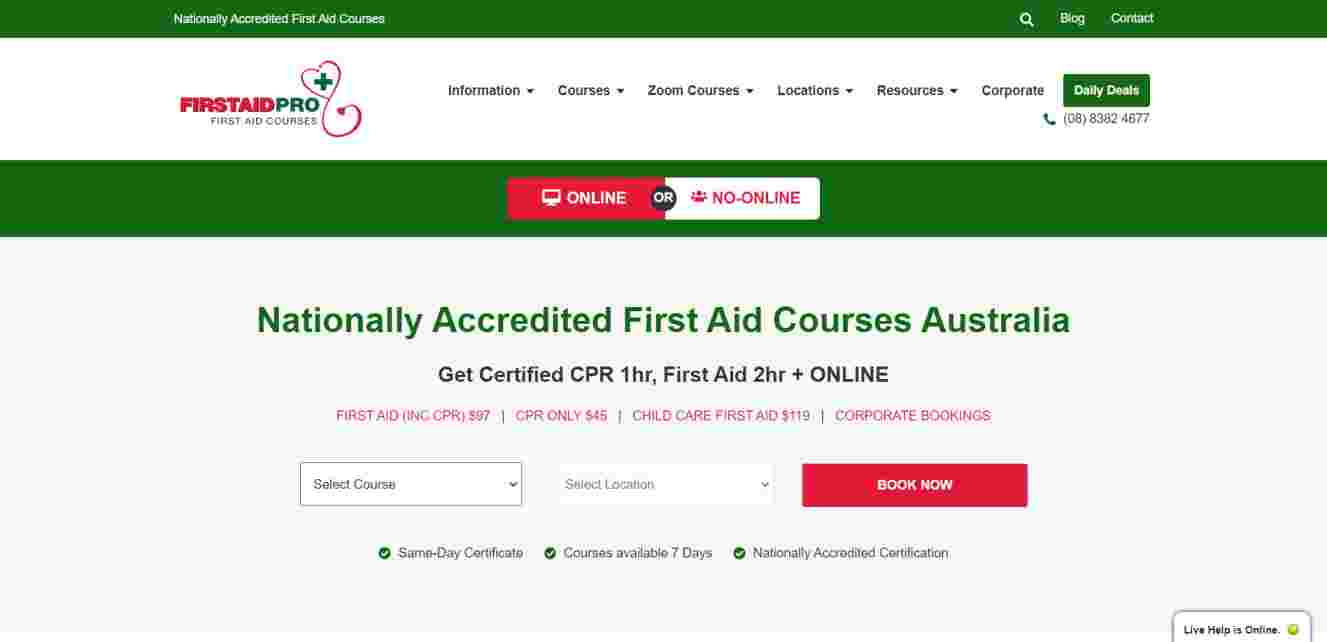 Nationally Accredited First Aid Courses
Blog
Contact
FIRSTAIDPRO
FIRST AID COURSES
Information
Courses
Zoom Courses
Locations
Resources
Corporate
Daily Deals
(08) 8382 4677
ONLINE
OR
NO-ONLINE
Nationally Accredited First Aid Courses Australia
Get Certified CPR 1hr, First Aid 2hr + ONLINE
FIRST AID (INC CPR) $97 | CPR ONLY $45 | CHILD CARE FIRST AID $119 | CORPORATE BOOKINGS
Select Course
Select Location
BOOK NOW
Same-Day Certificate
Courses available 7 Days
Nationally Accredited Certification
Live Help is Online.